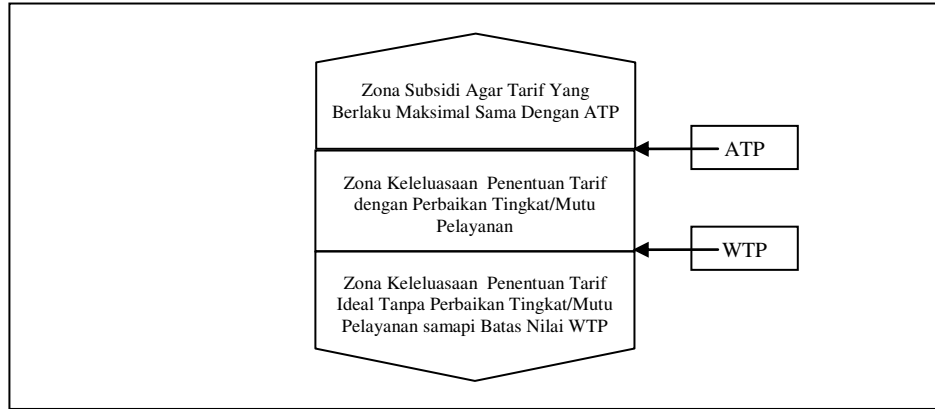 Zona Subsidi Agar Tarif Yang
Berlaku Maksimal Sama Dengan ATP
ATP
Zona Keleluasaan Penentuan Tarif
dengan Perbaikan Tingkat/Mutu
Pelayanan
WTP
Zona Keleluasaan Penentuan Tarif
Ideal Tanpa Perbaikan Tingkat/Mutu
Pelayanan samapi Batas Nilai WTP